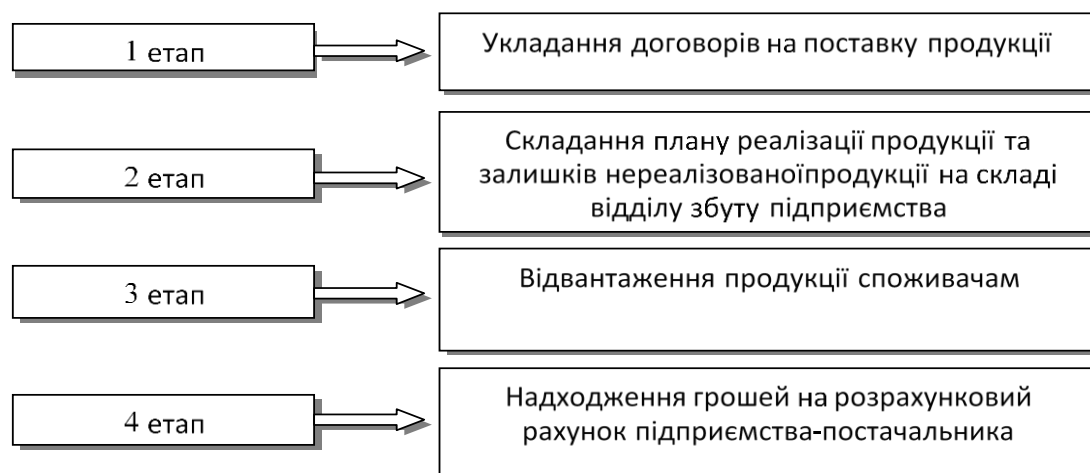 1 етап
Укладання договорів на поставку продукції
2 етап
Складання плану реалізації продукції та
залишків нереалізованоїпродукції на складі
відділу збуту підприємства
3 етап
Відвантаження продукції споживачам
4 етап
Надходження грошей на розрахунковий
рахунок підприємства-постачальника